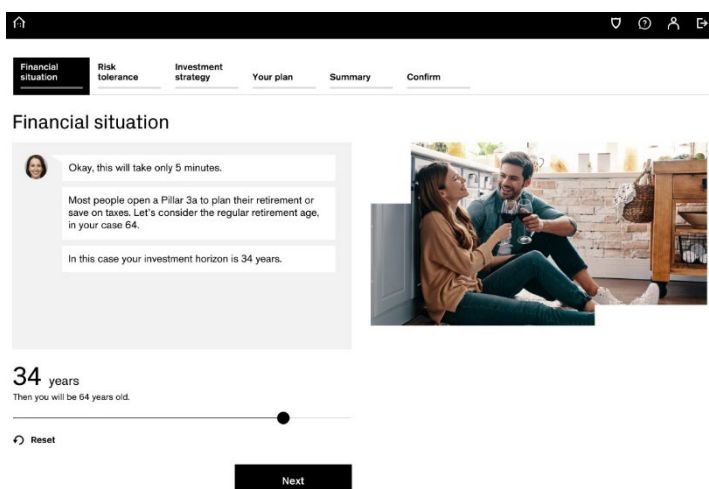 Financial
situation
Risk
tolerance
Investment
strategy
Your plan
Summary
Confirm
Financial situation
Okay, this will take only 5 minutes.
Most people open a Pillar 3a to plan their retirement or
save on taxes. Let's consider the regular retirement age,
in your case 64.
In this case your investment horizon is 34 years.
34 years
Then you will be 64 years old.
Reset
Next